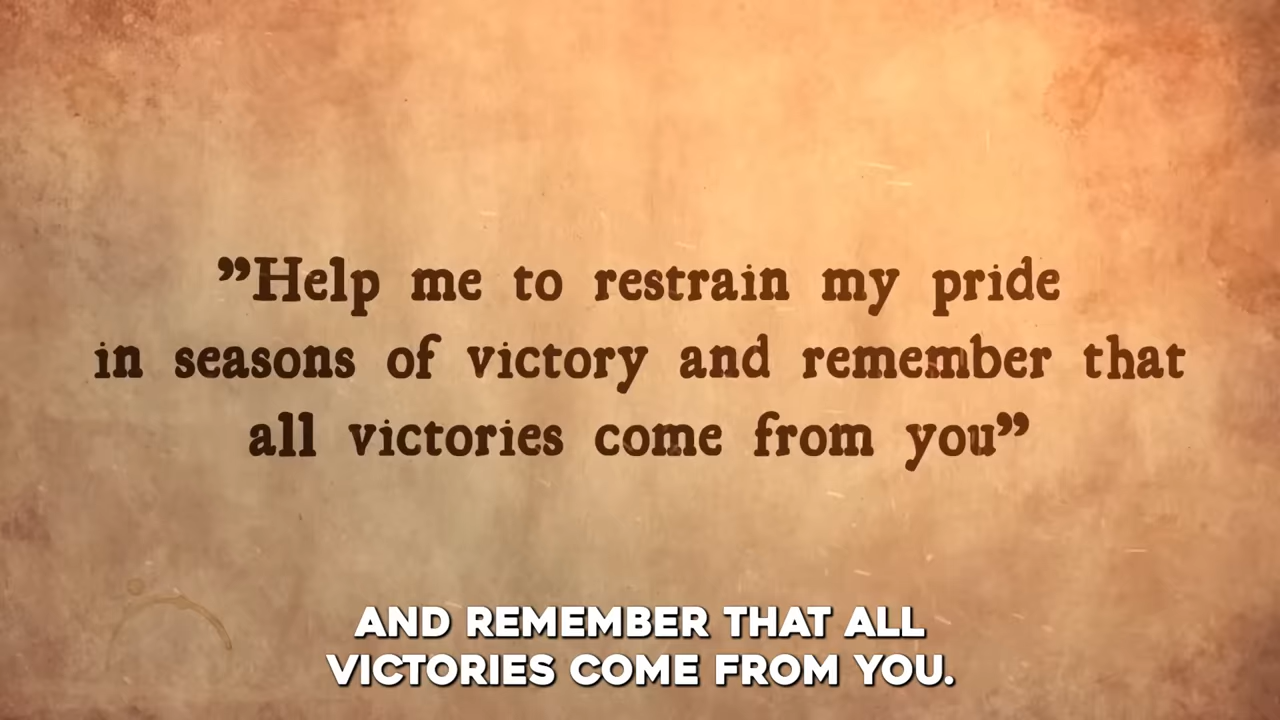 ”Help me to restrain my pride
in seasons of victory and remember that
all victories come from you”
AND REMEMBER THAT ALL
VICTORIES COME FROM YOU.